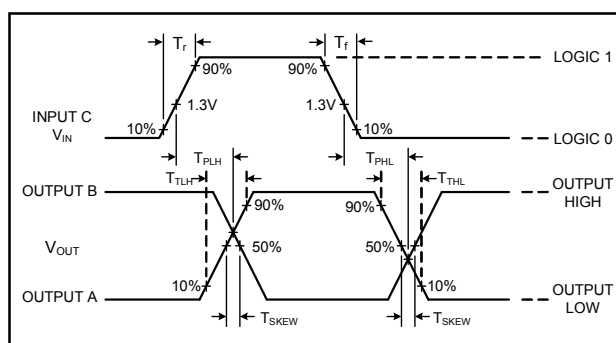 Tr Tf
90% 90% LOGIC 1
1.3V 1.3V
INPUT C
VIN
10% 10% LOGIC 0
TPLH TPHL
TTLH TTHL
OUTPUT B OUTPUT
HIGH
90% 90%
VOUT 50% 50%
10% 10%
OUTPUT A OUTPUT
LOW
TSKEW TSKEW